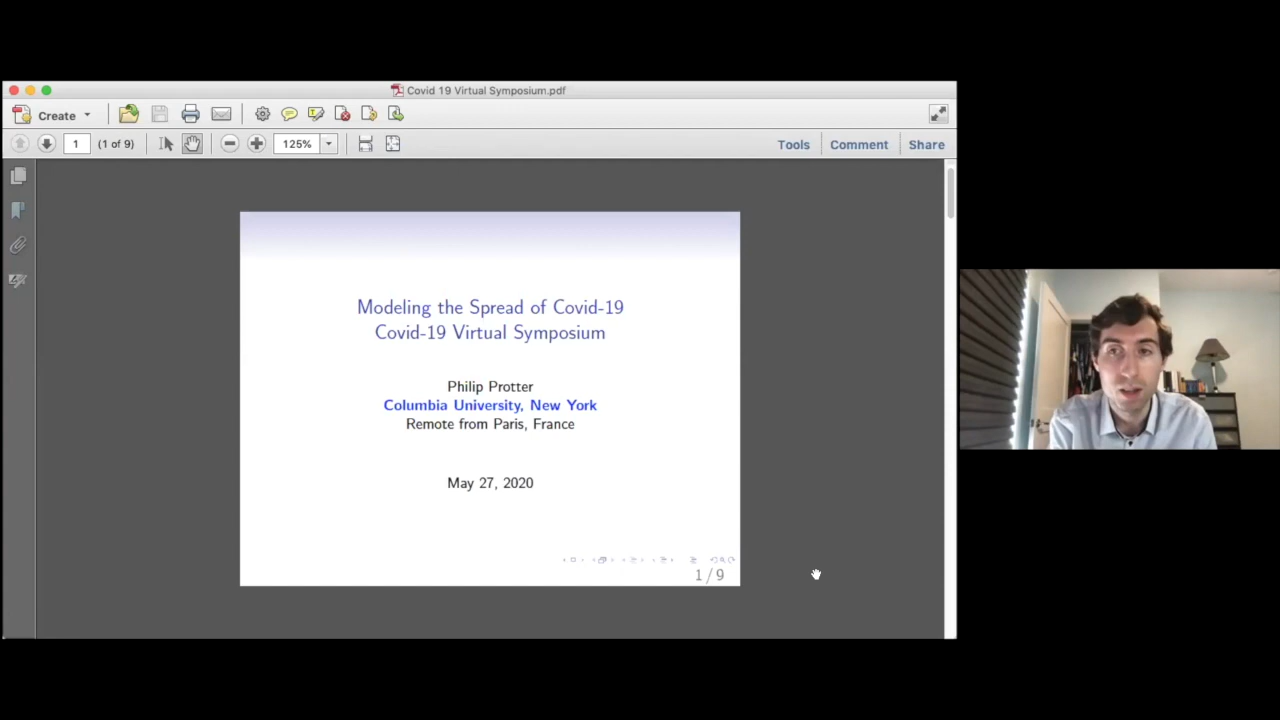 Covid 19 Virtual Symposium.pdf
Create
1 (1 of 9) 125% Tools Comment Share
Modeling the Spread of Covid-19
Covid-19 Virtual Symposium
Philip Protter
Columbia University, New York
Remote from Paris, France
May 27, 2020
1 / 9